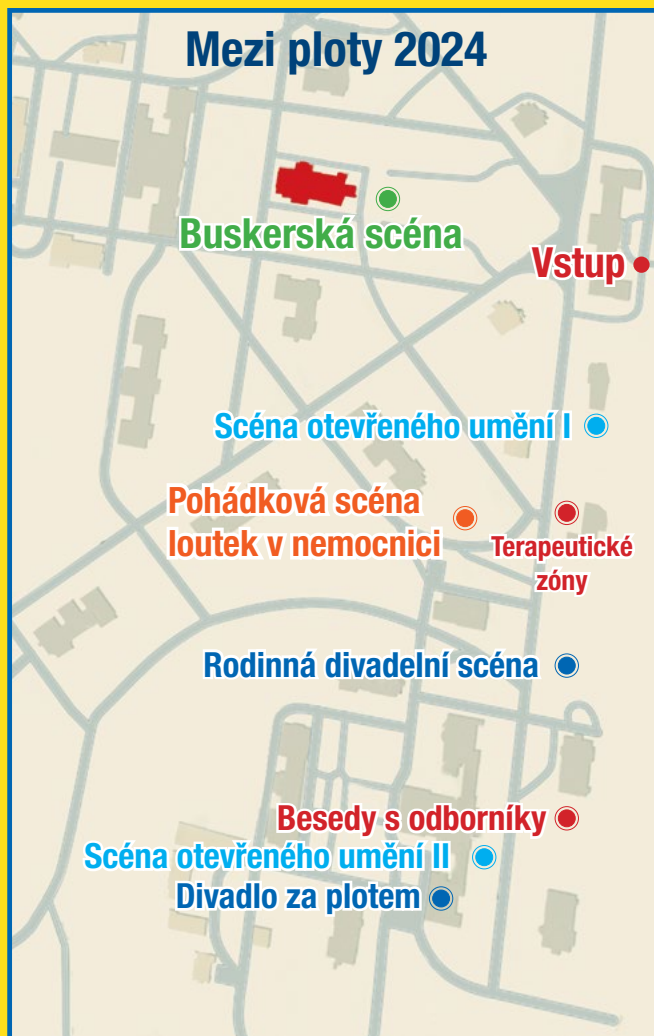 Mezi ploty 2024
Buskerská scéna
Vstup
Scéna otevřeného umění I
Pohádková scéna
loutek v nemocnici
Terapeutické
zóny
Rodinná divadelní scéna
Besedy s odborníky
Scéna otevřeného umění II
Divadlo za plotem